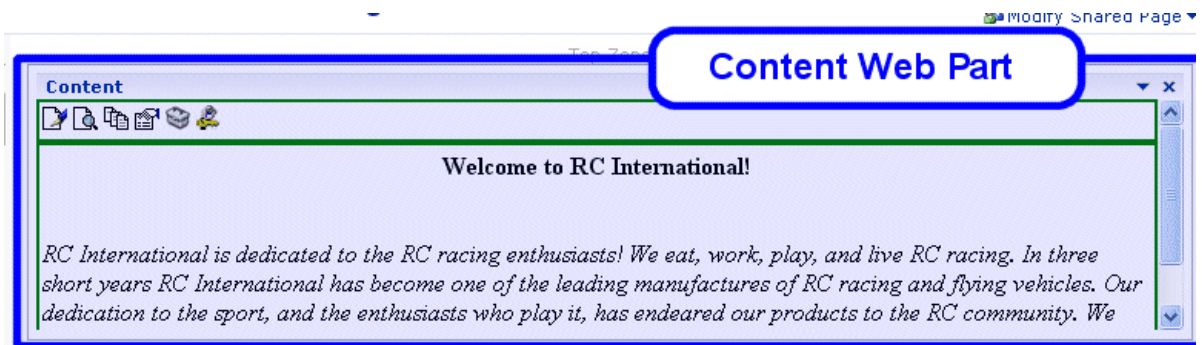 Modify Shared Page
Top Zone
Content Web Part
Content
Welcome to RC International!
RC International is dedicated to the RC racing enthusiasts! We eat, work, play, and live RC racing. In three
short years RC International has become one of the leading manufactures of RC racing and flying vehicles. Our
dedication to the sport, and the enthusiasts who play it, has endeared our products to the RC community. We